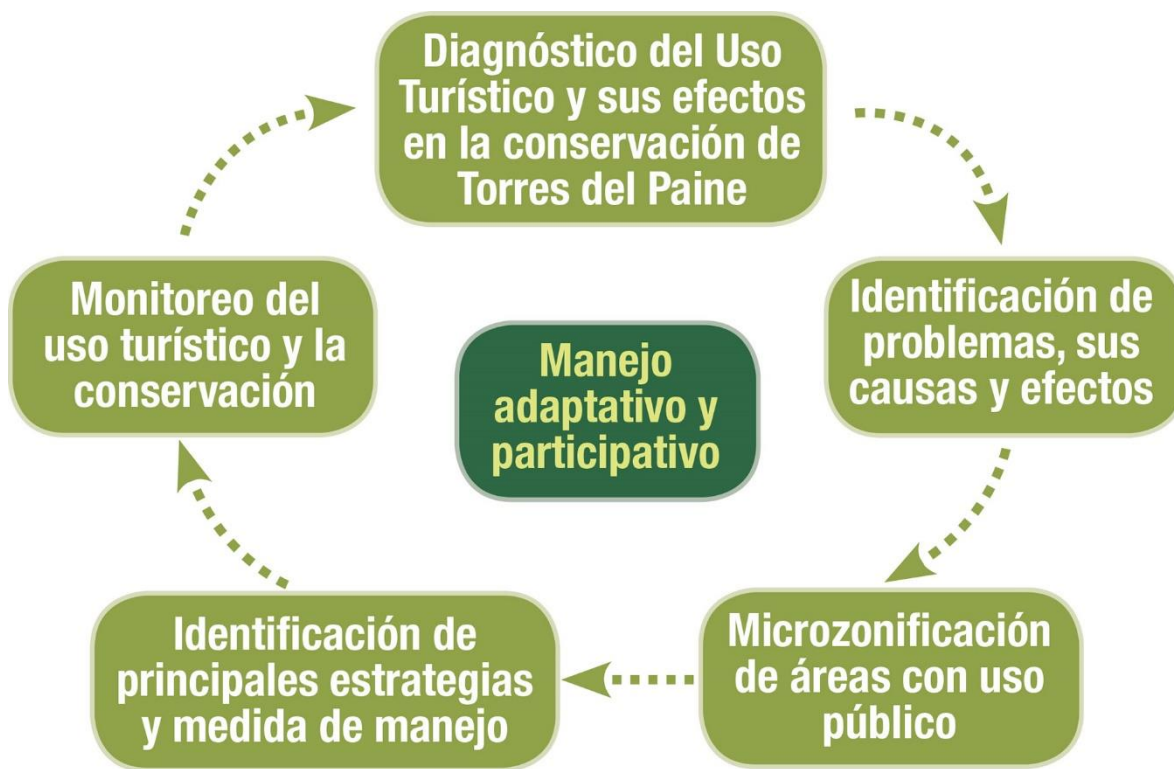 Diagnóstico del Uso
Turístico y sus efectos
en la conservación de
Torres del Paine
Identificación de
problemas, sus
causas y efectos
Microzonificación
de áreas con uso
público
Identificación de
principales estrategias
y medida de manejo
Monitoreo del
uso turístico y la
conservación
Manejo
adaptativo y
participativo